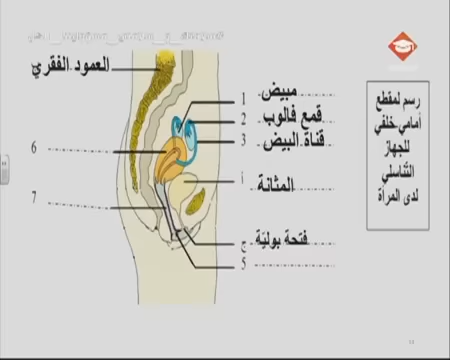 العمود الفقري
1 مبيض
2 قمع فالوب
3 قناة البيض
أ المثانة
ج فتحة بولية
5
6
7
رسم لمقطع
أمامي خلفي
للجهاز
التناسلي
لدى المرأة